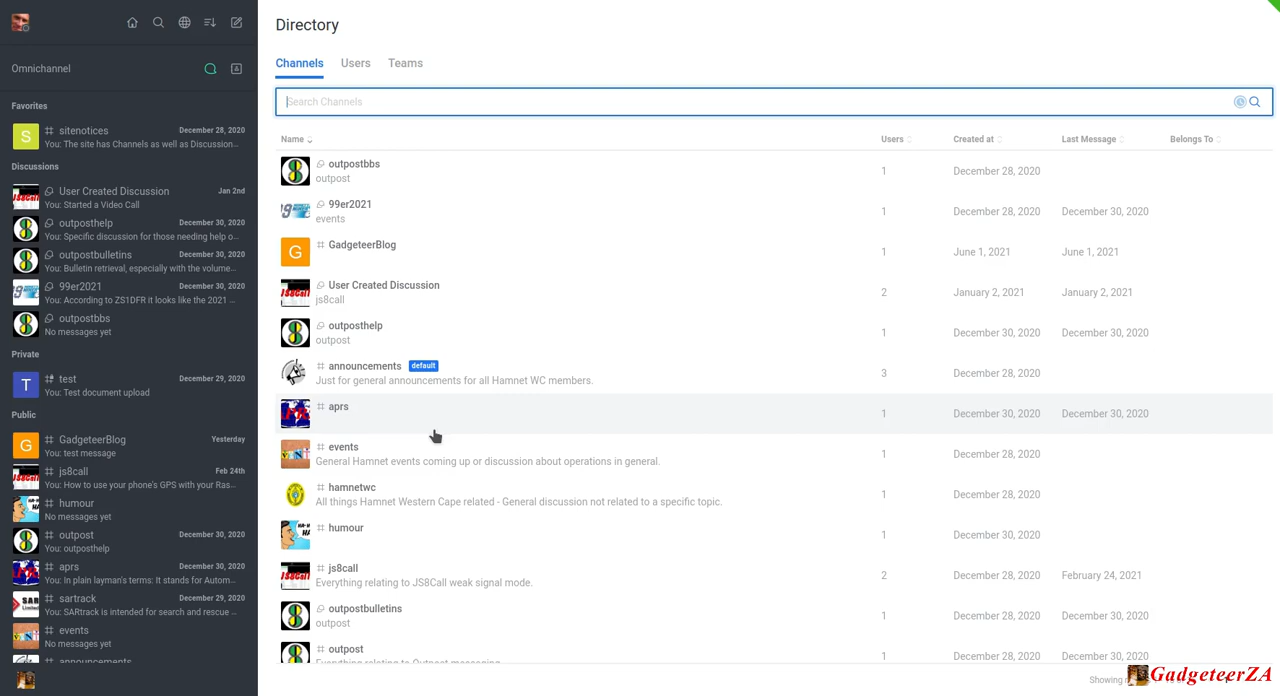 Directory
Omnichannel
Favorites
S
sitenotices December 28, 2020
You: The site has Channels as well as Discussion...
Discussions
User Created Discussion Jan 2nd
You: Started a Video Call
outposthelp December 30, 2020
You: Specific discussion for those needing help o...
outpostbulletins December 30, 2020
You: Bulletin retrieval, especially with the volume...
99er2021 December 30, 2020
You: According to ZS1DFR it looks like the 2021 ...
outpostbbs
No messages yet
Private
T
test December 29, 2020
You: Test document upload
Public
G
GadgeteerBlog Yesterday
You: test message
js8call Feb 24th
You: How to use your phone's GPS with your Ras...
humour
No messages yet
outpost December 30, 2020
You: outposthelp
aprs December 30, 2020
You: In plain layman's terms: It stands for Autom...
sartrack December 29, 2020
You: SARtrack is intended for search and rescue ...
events
No messages yet
announcements
Channels Users Teams
Search Channels
Name Users Created at Last Message Belongs To
outpostbbs 1 December 28, 2020
outpost
99er2021 1 December 28, 2020 December 30, 2020
events
G
GadgeteerBlog 1 June 1, 2021 June 1, 2021
User Created Discussion 2 January 2, 2021 January 2, 2021
js8call
outposthelp 1 December 30, 2020 December 30, 2020
outpost
announcements default 3 December 28, 2020
Just for general announcements for all Hamnet WC members.
aprs 1 December 30, 2020 December 30, 2020
events 1 December 28, 2020
General Hamnet events coming up or discussion about operations in general.
hamnetwc 1 December 28, 2020
All things Hamnet Western Cape related - General discussion not related to a specific topic.
humour 1 December 30, 2020
js8call 2 December 28, 2020 February 24, 2021
Everything relating to JS8Call weak signal mode.
outpostbulletins 1 December 28, 2020 December 30, 2020
outpost
outpost 1 December 30, 2020 December 30, 2020
Everything relating to Outpost messaging
Showing
GadgeteerZA